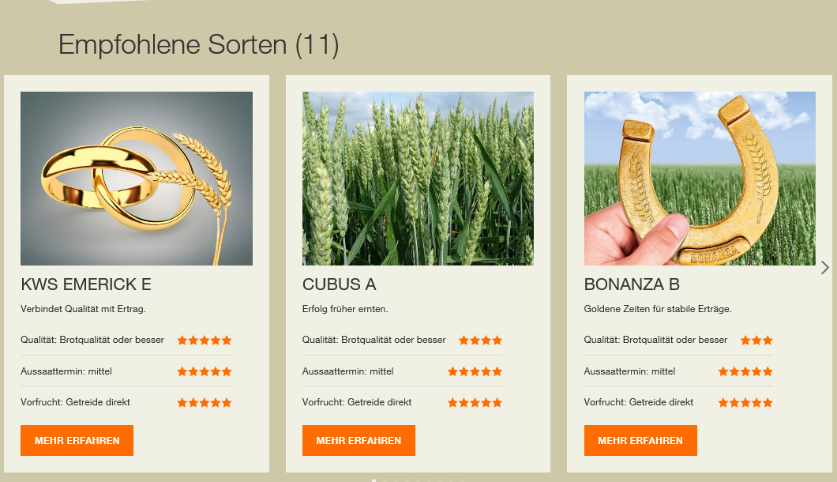 Empfohlene Sorten (11)
KWS EMERICK E
Verbindet Qualität mit Ertrag.
Qualität: Brotqualität oder besser
Aussaattermin: mittel
Vorfrucht: Getreide direkt
MEHR ERFAHREN
CUBUS A
Erfolg früher ernten.
Qualität: Brotqualität oder besser
Aussaattermin: mittel
Vorfrucht: Getreide direkt
MEHR ERFAHREN
BONANZA B
Goldene Zeiten für stabile Erträge.
Qualität: Brotqualität oder besser
Aussaattermin: mittel
Vorfrucht: Getreide direkt
MEHR ERFAHREN